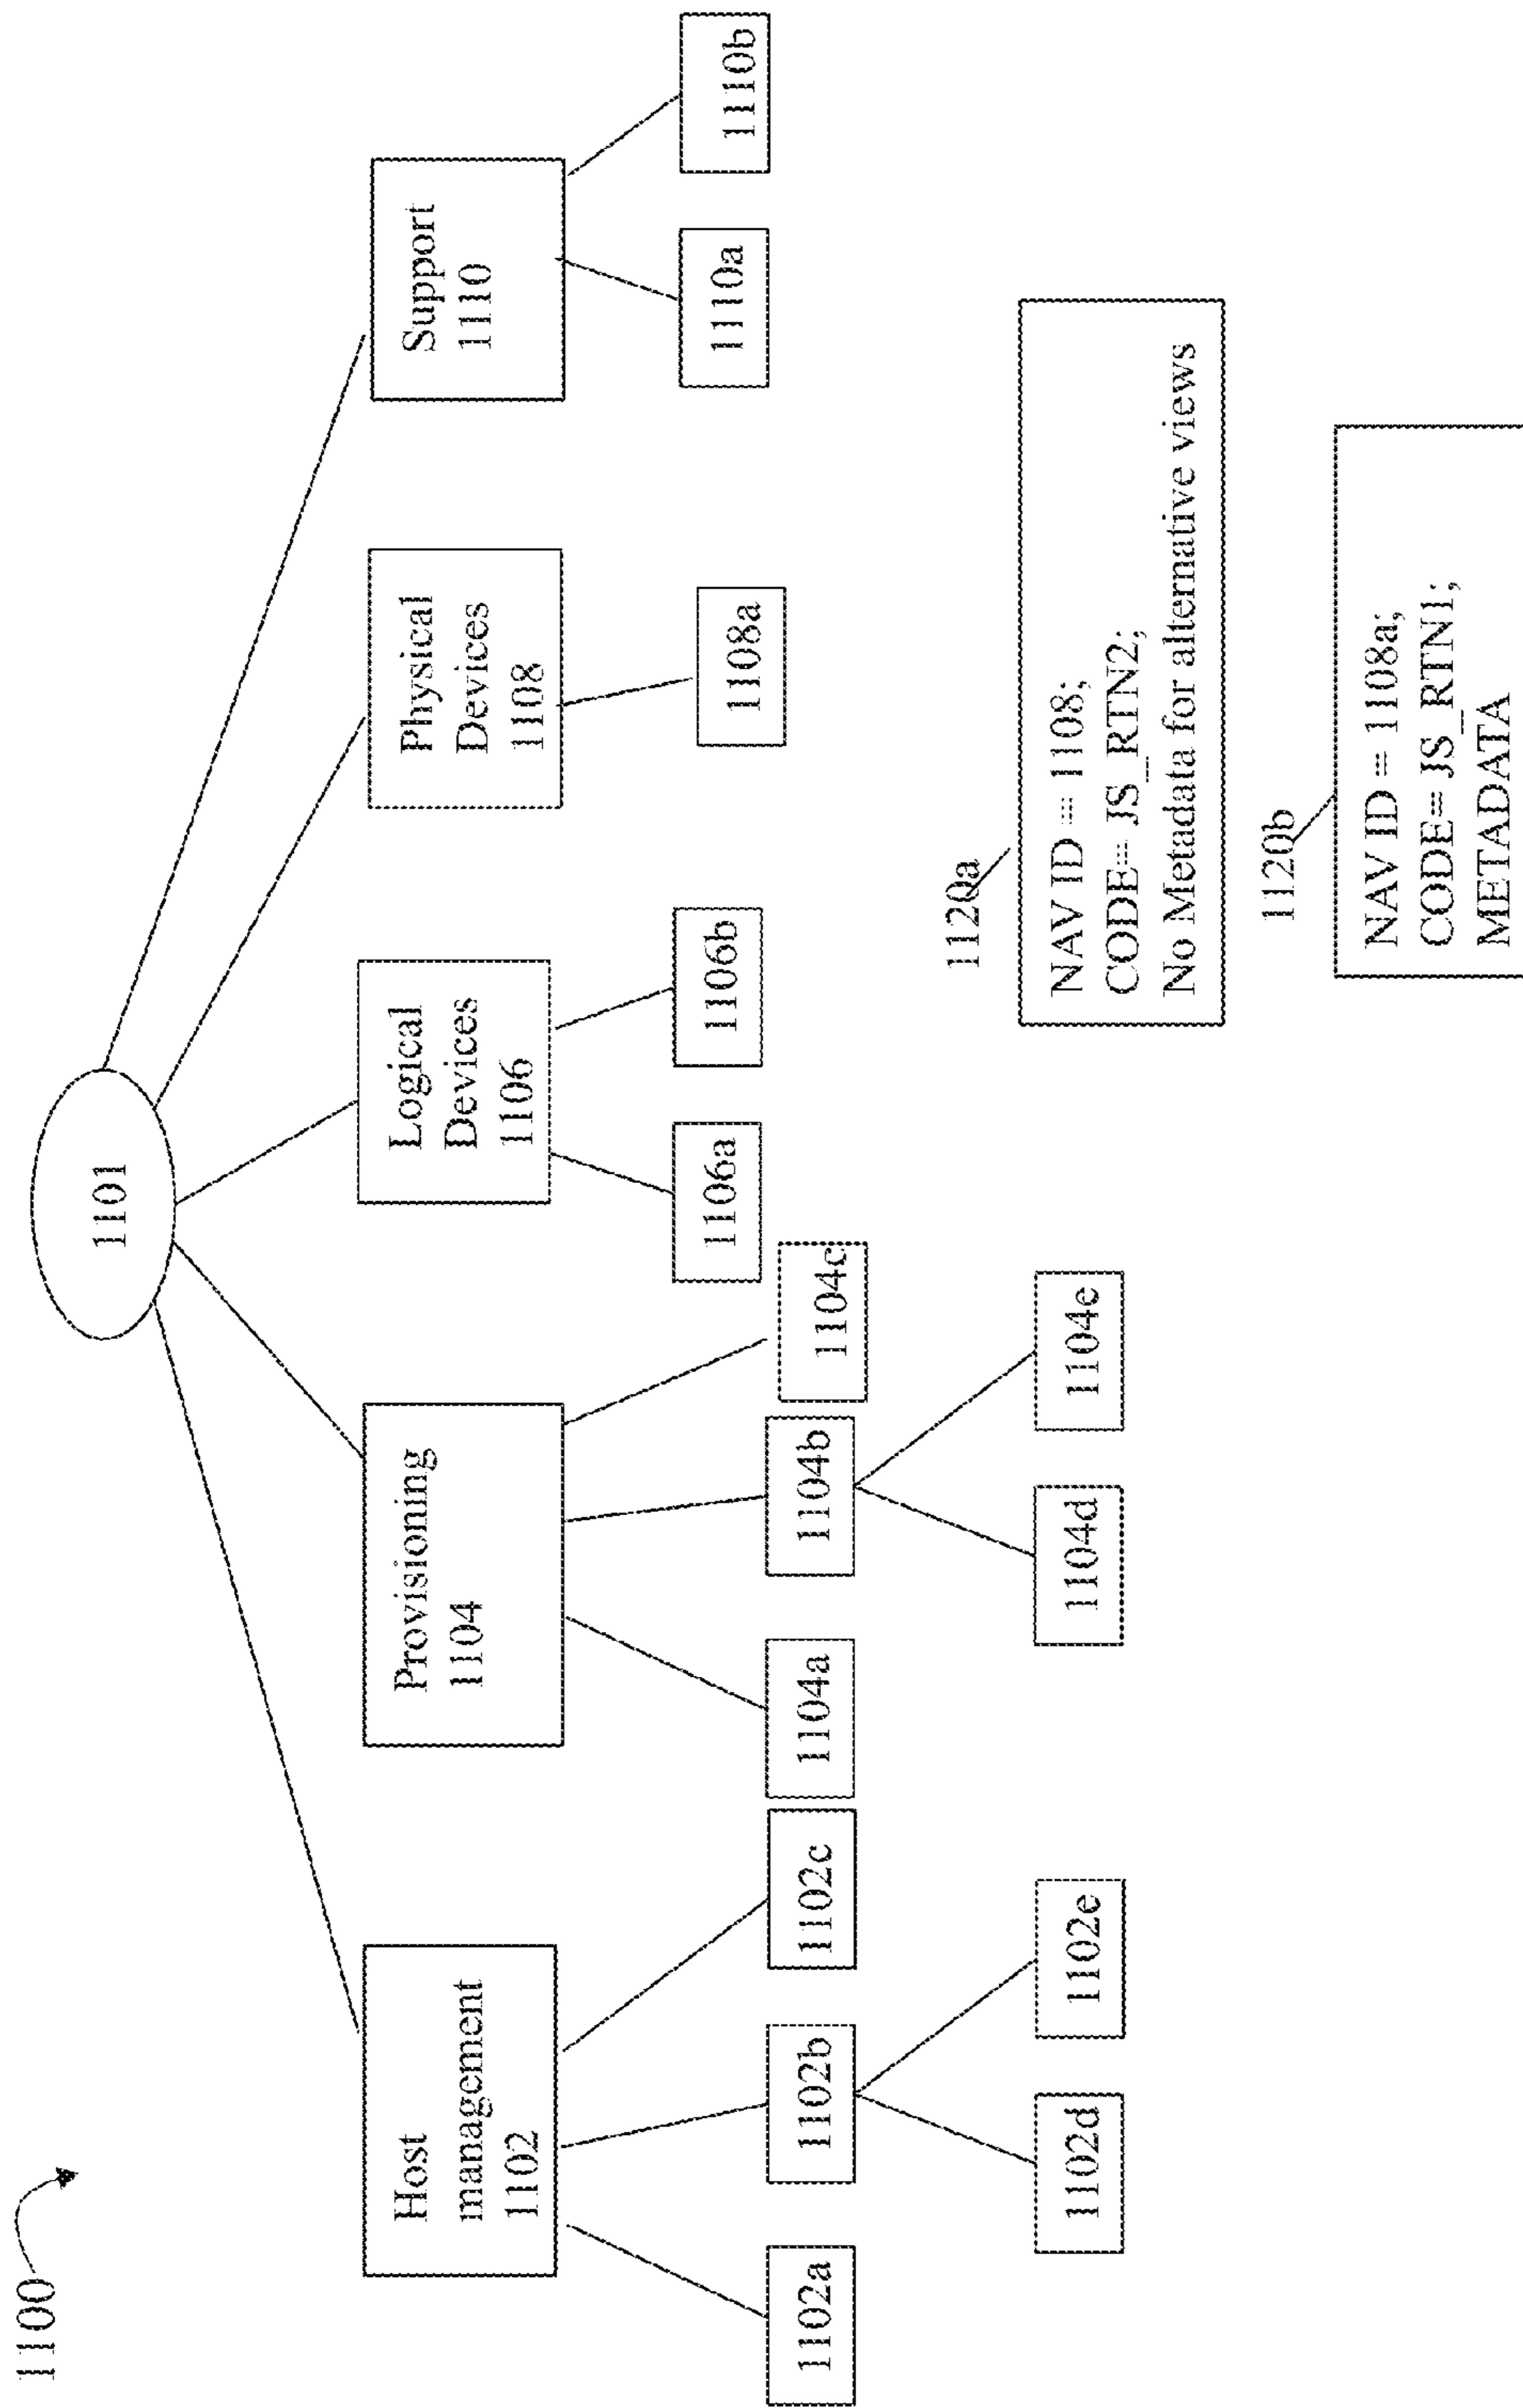 1100
1101
Host
management
1102
Provisioning
1104
Logical
Devices
1106
Physical
Devices
1108
Support
1110
1102a
1102b
1102c
1104a
1104b
1104c
1106a
1106b
1108a
1110a
1110b
1102d
1102e
1104d
1104e
1120a
NAV ID = 1108;
CODE= JS_RTN2;
No Metadata for alternative views
1120b
NAV ID = 1108a;
CODE= JS_RTN1;
METADATA